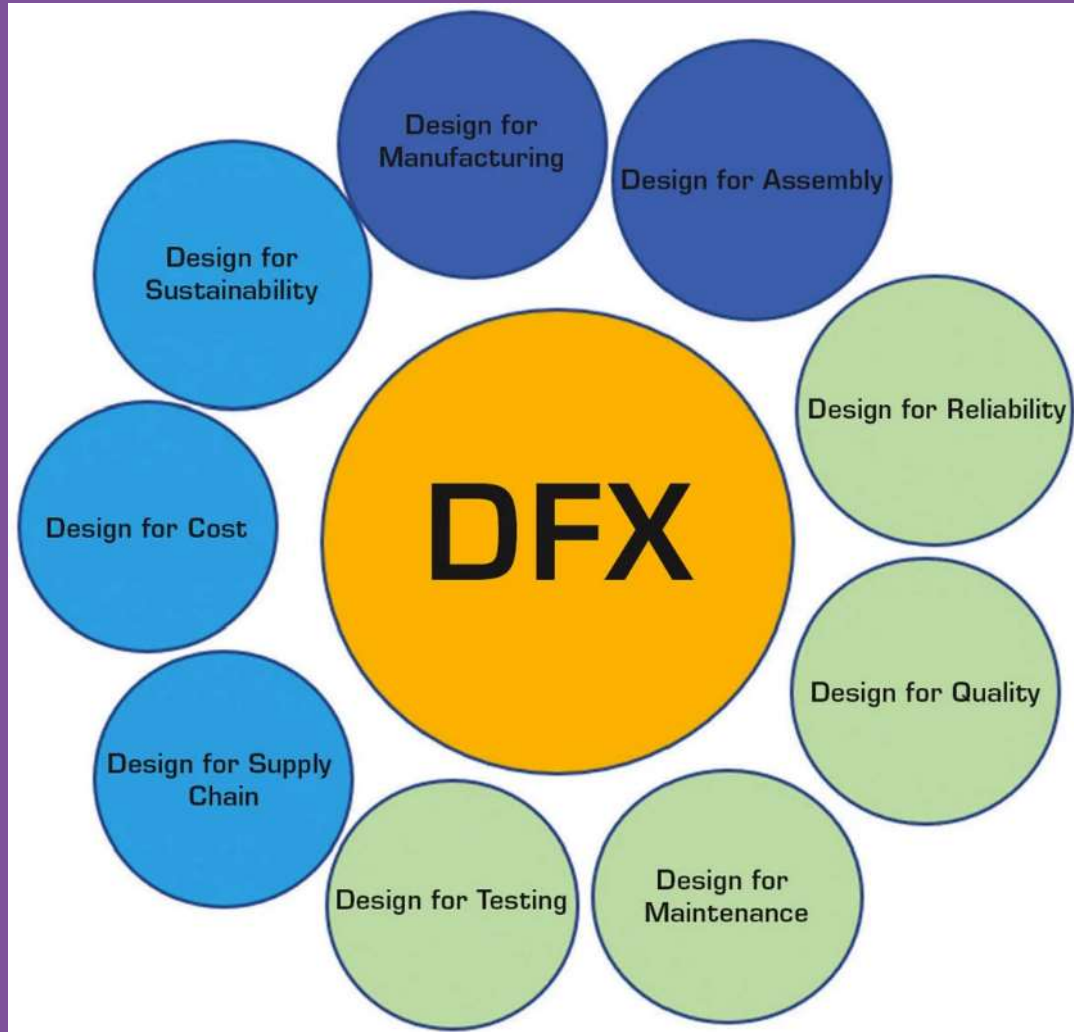 Design for
Manufacturing
Design for Assembly
Design for
Sustainability
Design for Reliability
DFX
Design for Cost
Design for Quality
Design for Supply
Chain
Design for Testing
Design for
Maintenance